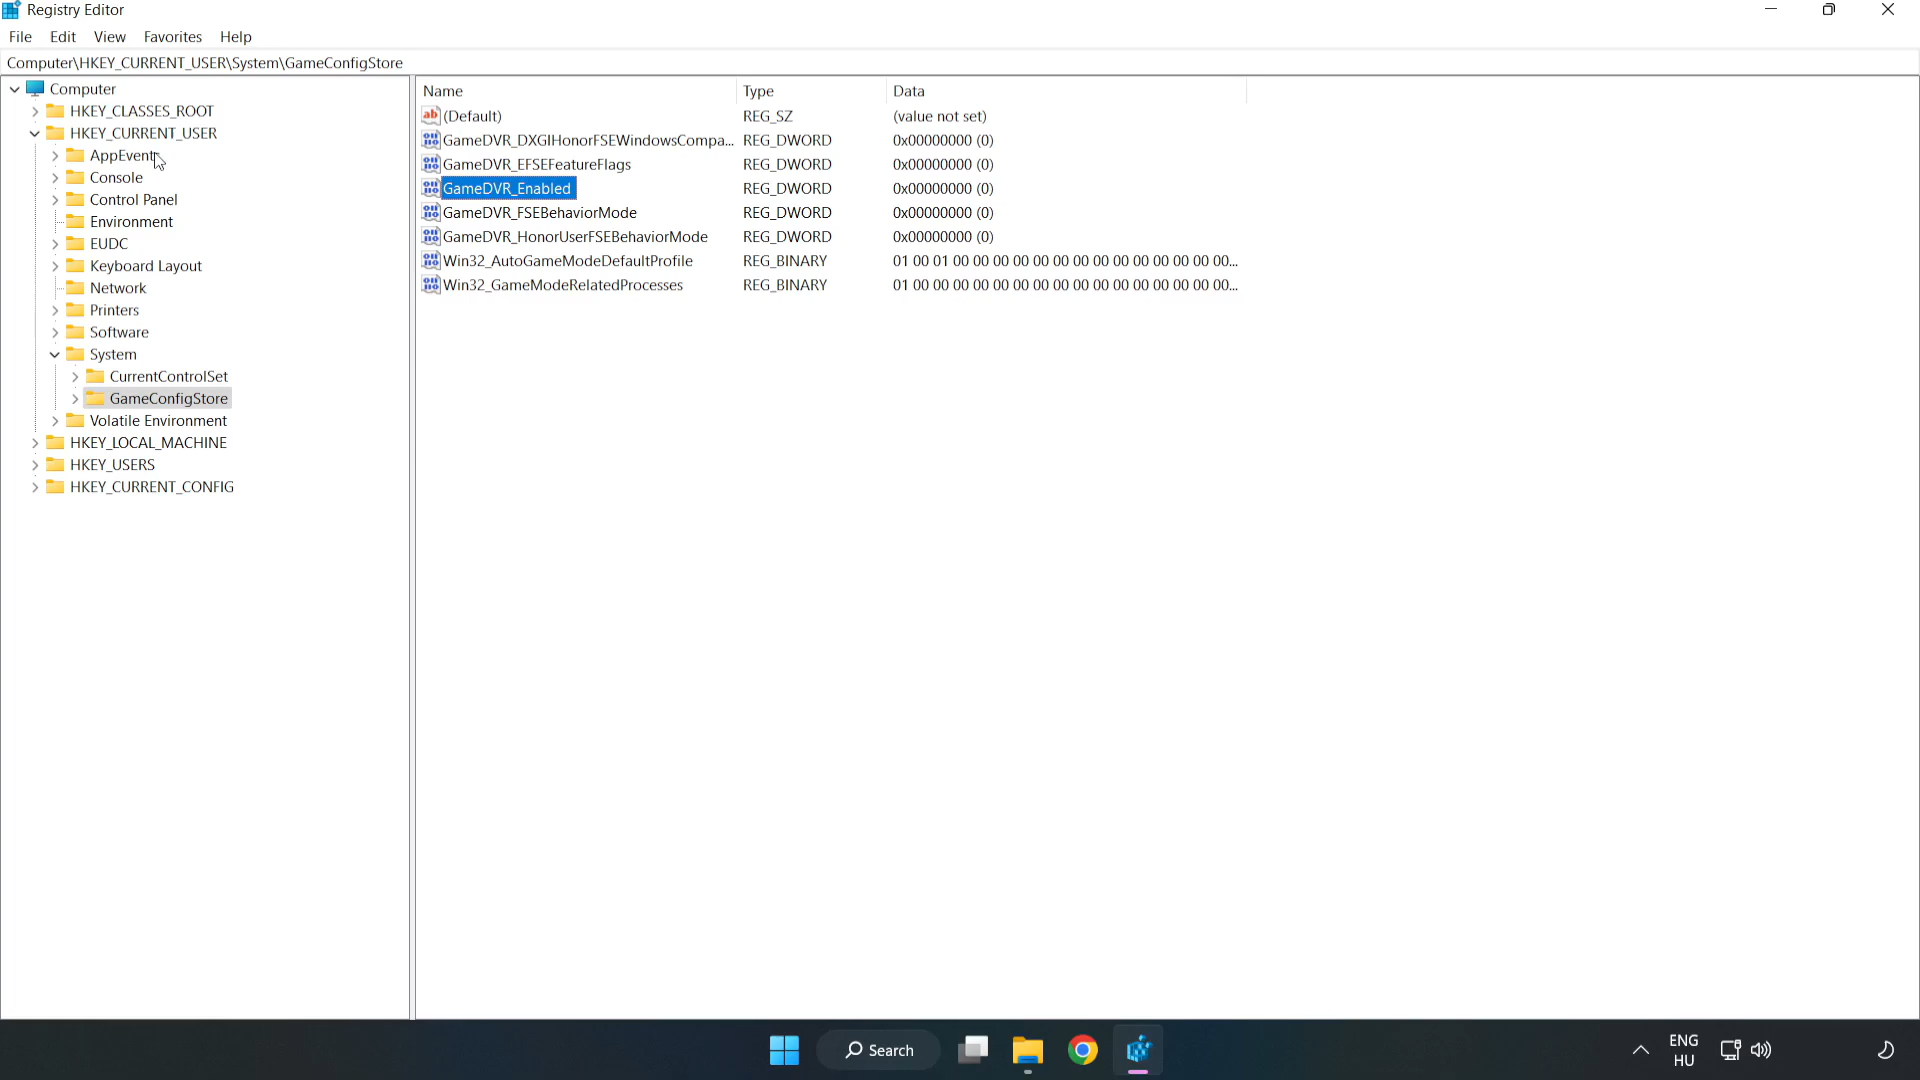 Registry Editor
File Edit View Favorites Help
Computer\HKEY_CURRENT_USER\System\GameConfigStore
Computer
HKEY_CLASSES_ROOT
HKEY_CURRENT_USER
AppEvents
Console
Control Panel
Environment
EUDC
Keyboard Layout
Network
Printers
Software
System
CurrentControlSet
GameConfigStore
Volatile Environment
HKEY_LOCAL_MACHINE
HKEY_USERS
HKEY_CURRENT_CONFIG
Name Type Data
(Default) REG_SZ (value not set)
GameDVR_DXGIHonorFSEWindowsCompa... REG_DWORD 0x00000000 (0)
GameDVR_EFSEFeatureFlags REG_DWORD 0x00000000 (0)
GameDVR_Enabled REG_DWORD 0x00000000 (0)
GameDVR_FSEBehaviorMode REG_DWORD 0x00000000 (0)
GameDVR_HonorUserFSEBehaviorMode REG_DWORD 0x00000000 (0)
Win32_AutoGameModeDefaultProfile REG_BINARY 01 00 01 00 00 00 00 00 00 00 00 00 00 00 00 00 00...
Win32_GameModeRelatedProcesses REG_BINARY 01 00 00 00 00 00 00 00 00 00 00 00 00 00 00 00 00...
Search
ENG
HU